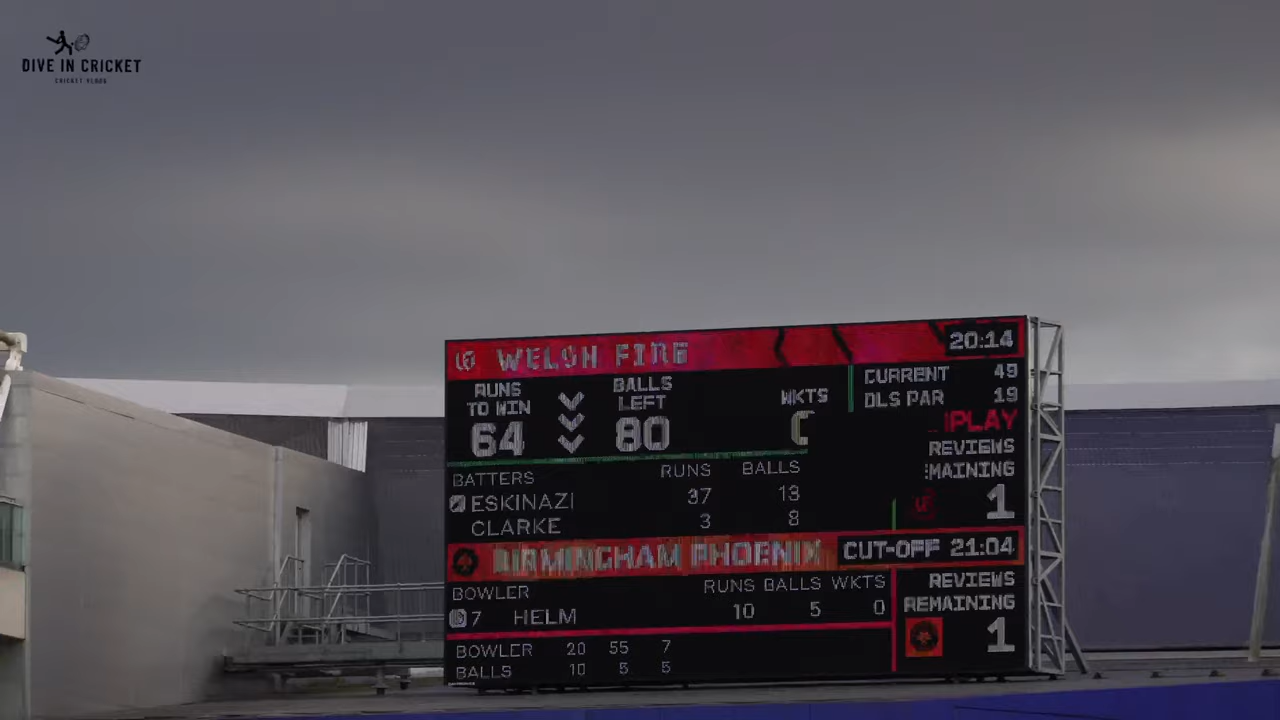 DIVE IN CRICKET
CRICKET VLOGS
WELSH FIRE 20:14
RUNS TO WIN
BALLS LEFT
WKTS
64 80
CURRENT 49
DLS PAR 19
PLAY
REVIEWS
MAINING
1
BATTERS RUNS BALLS
ESKINAZI 37 13
CLARKE 3 8
BIRMINGHAM PHOENIX CUT-OFF 21:04
BOWLER RUNS BALLS WKTS
7 HELM 10 5 0
REVIEWS
REMAINING
1
BOWLER 20 55 7
BALLS 10 5 5